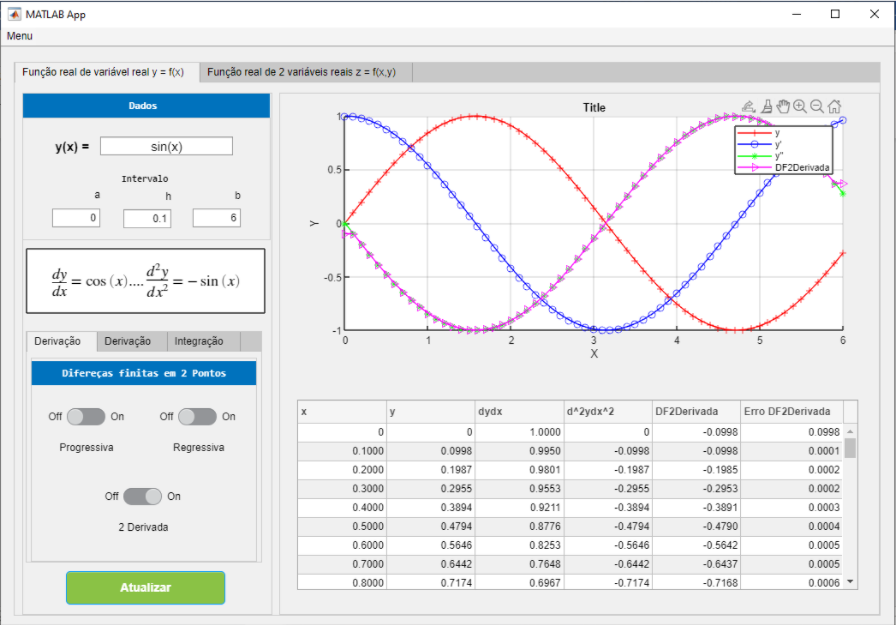 MATLAB App
Menu
Função real de variável real y = f(x)
Função real de 2 variáveis reais z = f(x,y)
Dados
y(x) =
sin(x)
Intervalo
a h b
0 0.1 6
dy/dx = cos (x).... d²y/dx² = − sin (x)
Derivação Derivação Integração
Difereças finitas em 2 Pontos
Off On Off On
Progressiva Regressiva
Off On
2 Derivada
Atualizar
Title
y
y'
y''
DF2Derivada
1
0.5
0
-0.5
-1
Y
0 1 2 3 4 5 6
X
x y dydx d^2ydx^2 DF2Derivada Erro DF2Derivada
0 0 1.0000 0 -0.0998 0.0998
0.1000 0.0998 0.9950 -0.0998 -0.0998 0.0001
0.2000 0.1987 0.9801 -0.1987 -0.1985 0.0002
0.3000 0.2955 0.9553 -0.2955 -0.2953 0.0002
0.4000 0.3894 0.9211 -0.3894 -0.3891 0.0003
0.5000 0.4794 0.8776 -0.4794 -0.4790 0.0004
0.6000 0.5646 0.8253 -0.5646 -0.5642 0.0005
0.7000 0.6442 0.7648 -0.6442 -0.6437 0.0005
0.8000 0.7174 0.6967 -0.7174 -0.7168 0.0006